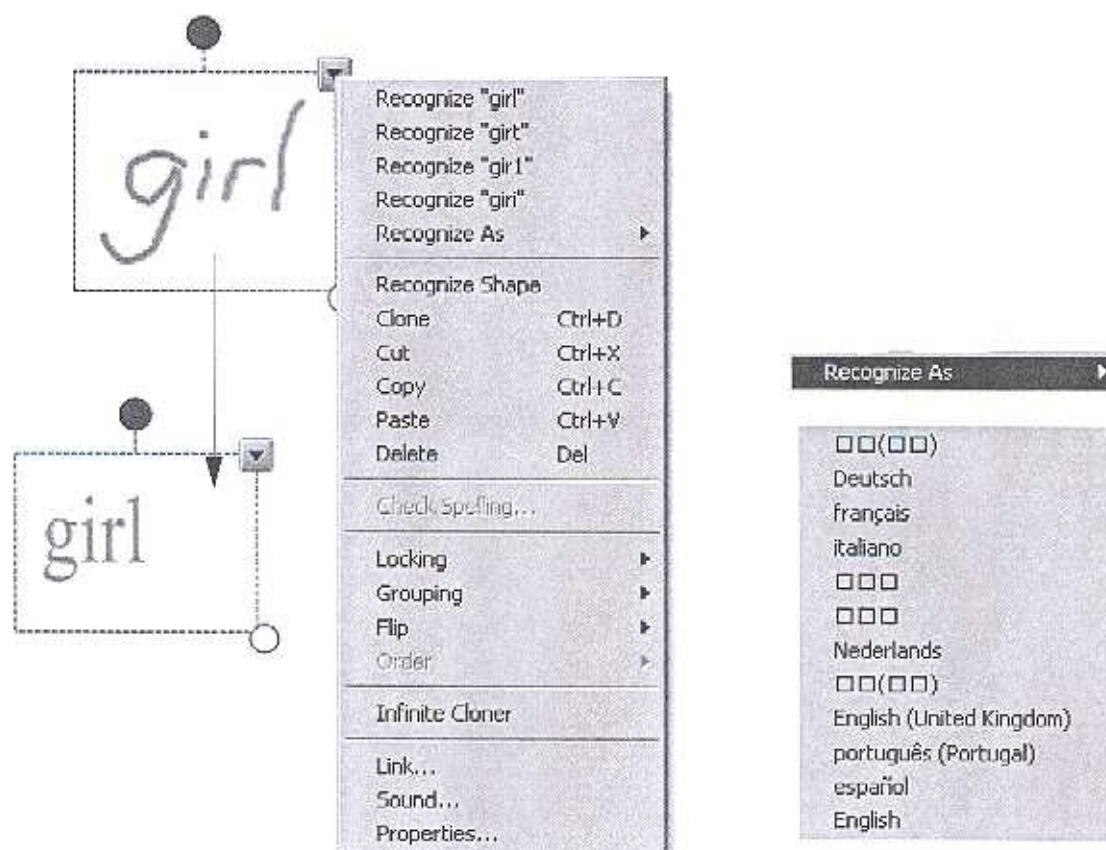 girl
Recognize "girl"
Recognize "girt"
Recognize "gir1"
Recognize "giri"
Recognize As
Recognize Shape
Clone Ctrl+D
Cut Ctrl+X
Copy Ctrl+C
Paste Ctrl+V
Delete Del
Check Spelling...
Locking
Grouping
Flip
Order
Infinite Cloner
Link...
Sound...
Properties...
girl
Recognize As
□□(□□)
Deutsch
français
italiano
□□□
□□□
Nederlands
□□(□□)
English (United Kingdom)
português (Portugal)
español
English